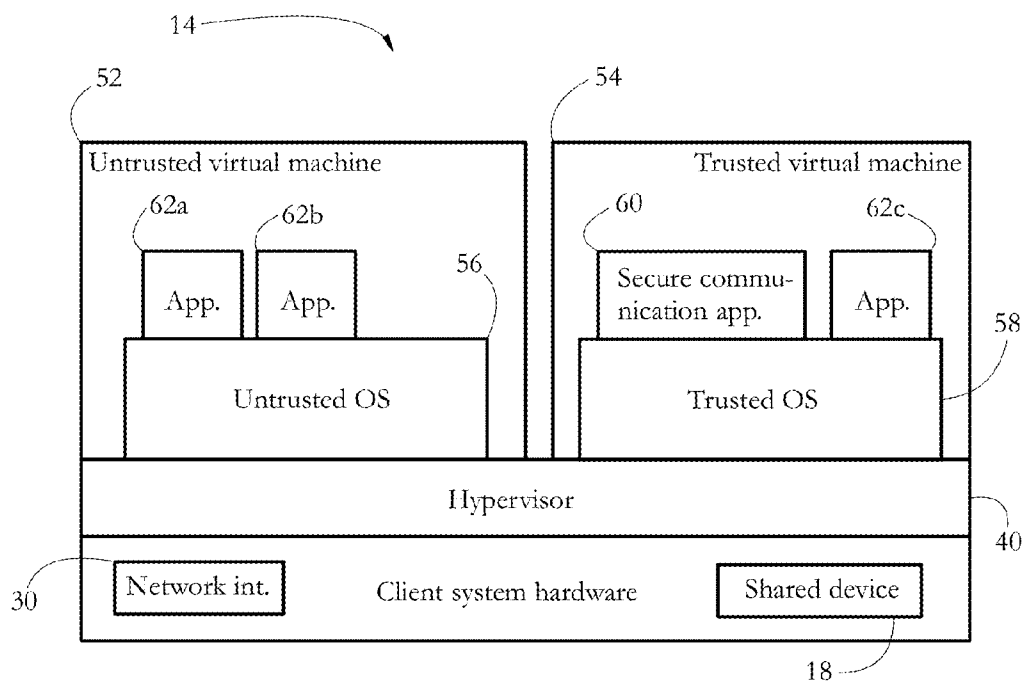 14
52
54
Untrusted virtual machine
Trusted virtual machine
62a
62b
60
62c
56
App.
App.
Secure commu-
nication app.
App.
58
Untrusted OS
Trusted OS
Hypervisor
40
30
Network int.
Client system hardware
Shared device
18